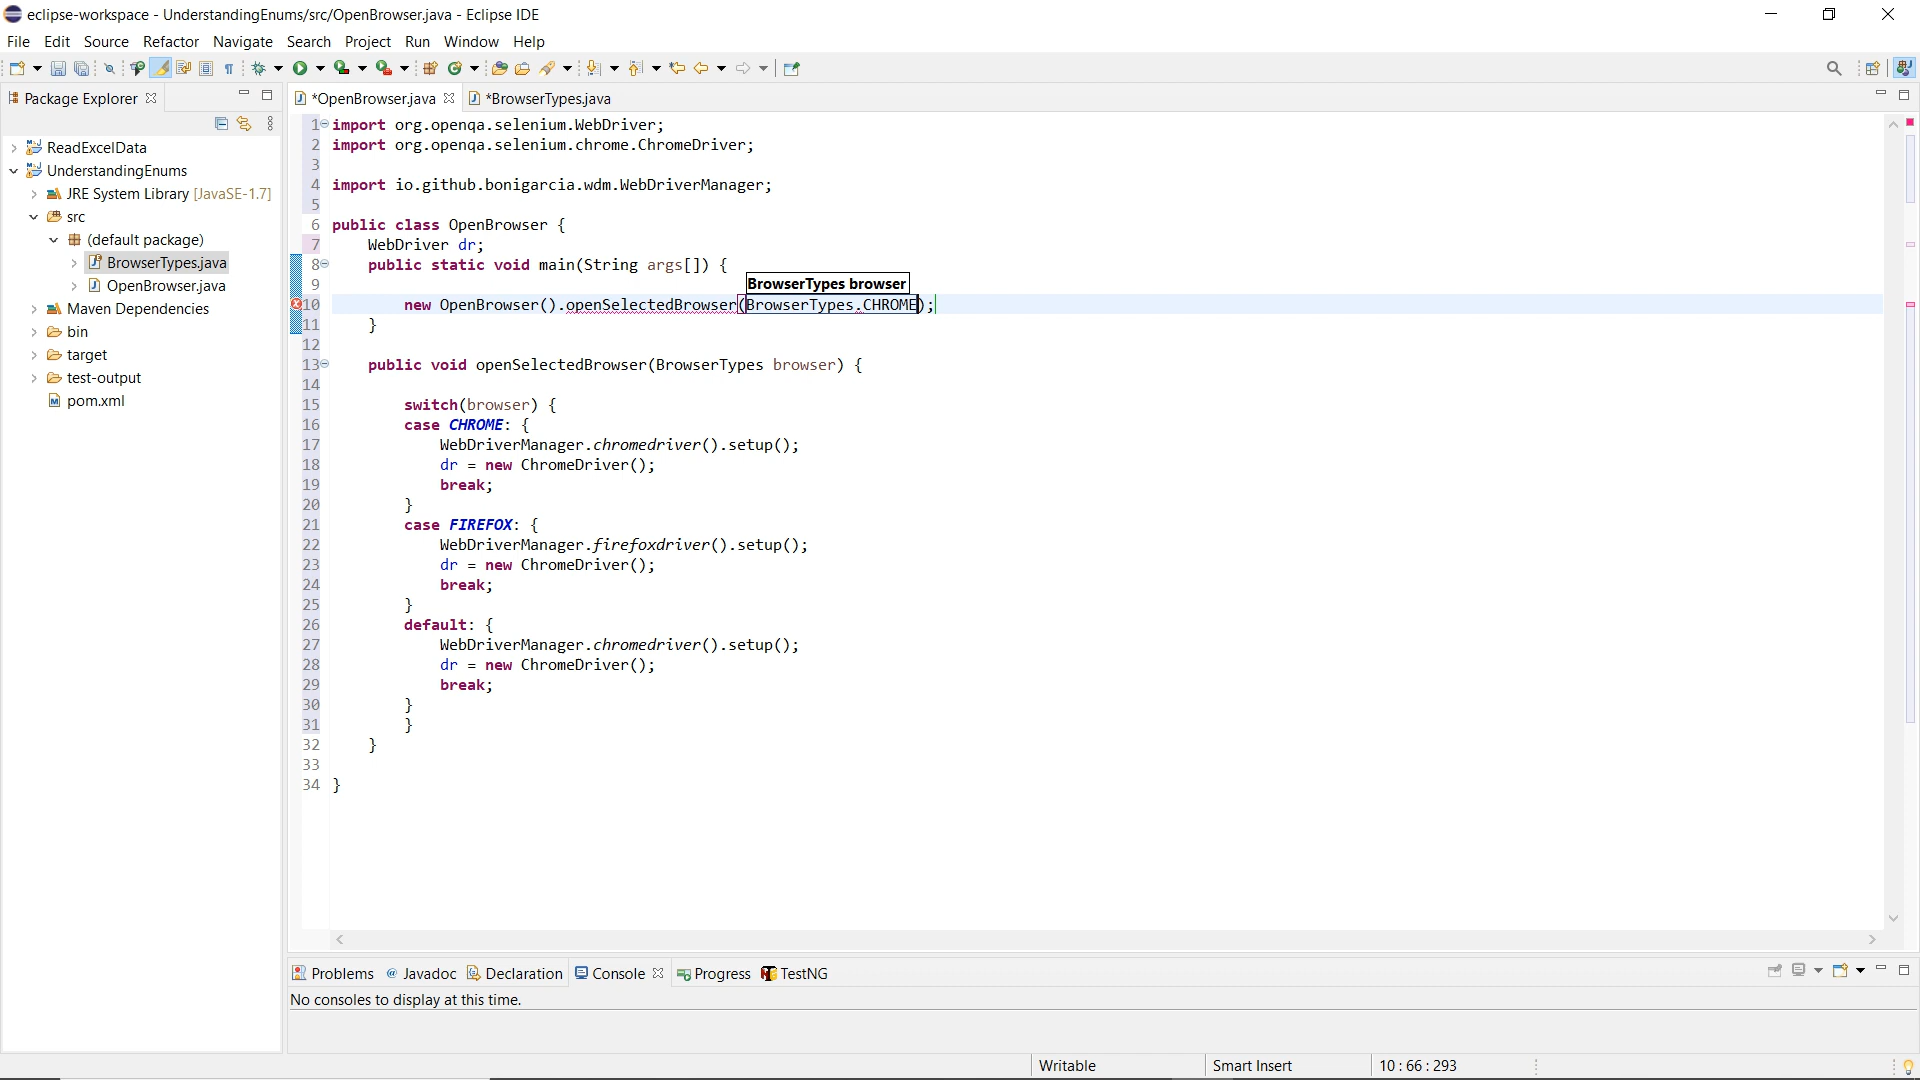 eclipse-workspace - UnderstandingEnums/src/OpenBrowser.java - Eclipse IDE
File Edit Source Refactor Navigate Search Project Run Window Help
Package Explorer
ReadExcelData
UnderstandingEnums
JRE System Library [JavaSE-1.7]
src
(default package)
BrowserTypes.java
OpenBrowser.java
Maven Dependencies
bin
target
test-output
pom.xml
*OpenBrowser.java *BrowserTypes.java
1 import org.openqa.selenium.WebDriver;
2 import org.openqa.selenium.chrome.ChromeDriver;
3
4 import io.github.bonigarcia.wdm.WebDriverManager;
5
6 public class OpenBrowser {
7 WebDriver dr;
8 public static void main(String args[]) {
9 BrowserTypes browser
10 new OpenBrowser().openSelectedBrowser(BrowserTypes.CHROME);
11 }
12
13 public void openSelectedBrowser(BrowserTypes browser) {
14
15 switch(browser) {
16 case CHROME: {
17 WebDriverManager.chromedriver().setup();
18 dr = new ChromeDriver();
19 break;
20 }
21 case FIREFOX: {
22 WebDriverManager.firefoxdriver().setup();
23 dr = new ChromeDriver();
24 break;
25 }
26 default: {
27 WebDriverManager.chromedriver().setup();
28 dr = new ChromeDriver();
29 break;
30 }
31 }
32 }
33
34 }
Problems @ Javadoc Declaration Console Progress TestNG
No consoles to display at this time.
Writable Smart Insert 10 : 66 : 293